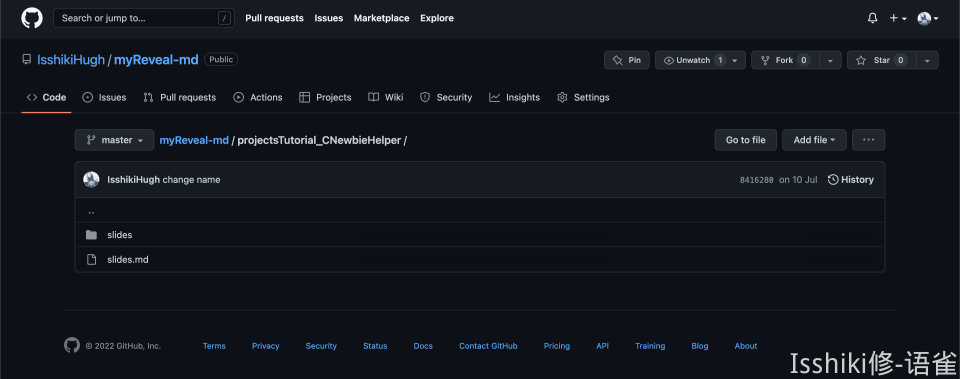 Search or jump to... /
Pull requests Issues Marketplace Explore
IsshikiHugh / myReveal-md Public
Pin Unwatch 1 Fork 0 Star 0
Code Issues Pull requests Actions Projects Wiki Security Insights Settings
master myReveal-md / projectsTutorial_CNewbieHelper /
Go to file Add file ...
IsshikiHugh change name 8416280 on 10 Jul History
..
slides
slides.md
© 2022 GitHub, Inc. Terms Privacy Security Status Docs Contact GitHub Pricing API Training Blog About
Isshiki修-语雀